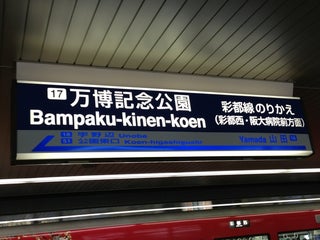 17 万博記念公園
Bampaku-kinen-koen
彩都線のりかえ
(彩都西・阪大病院前方面)
16 宇野辺 Unobe
51 公園東口 Koen-higashiguchi
Yamada 山田